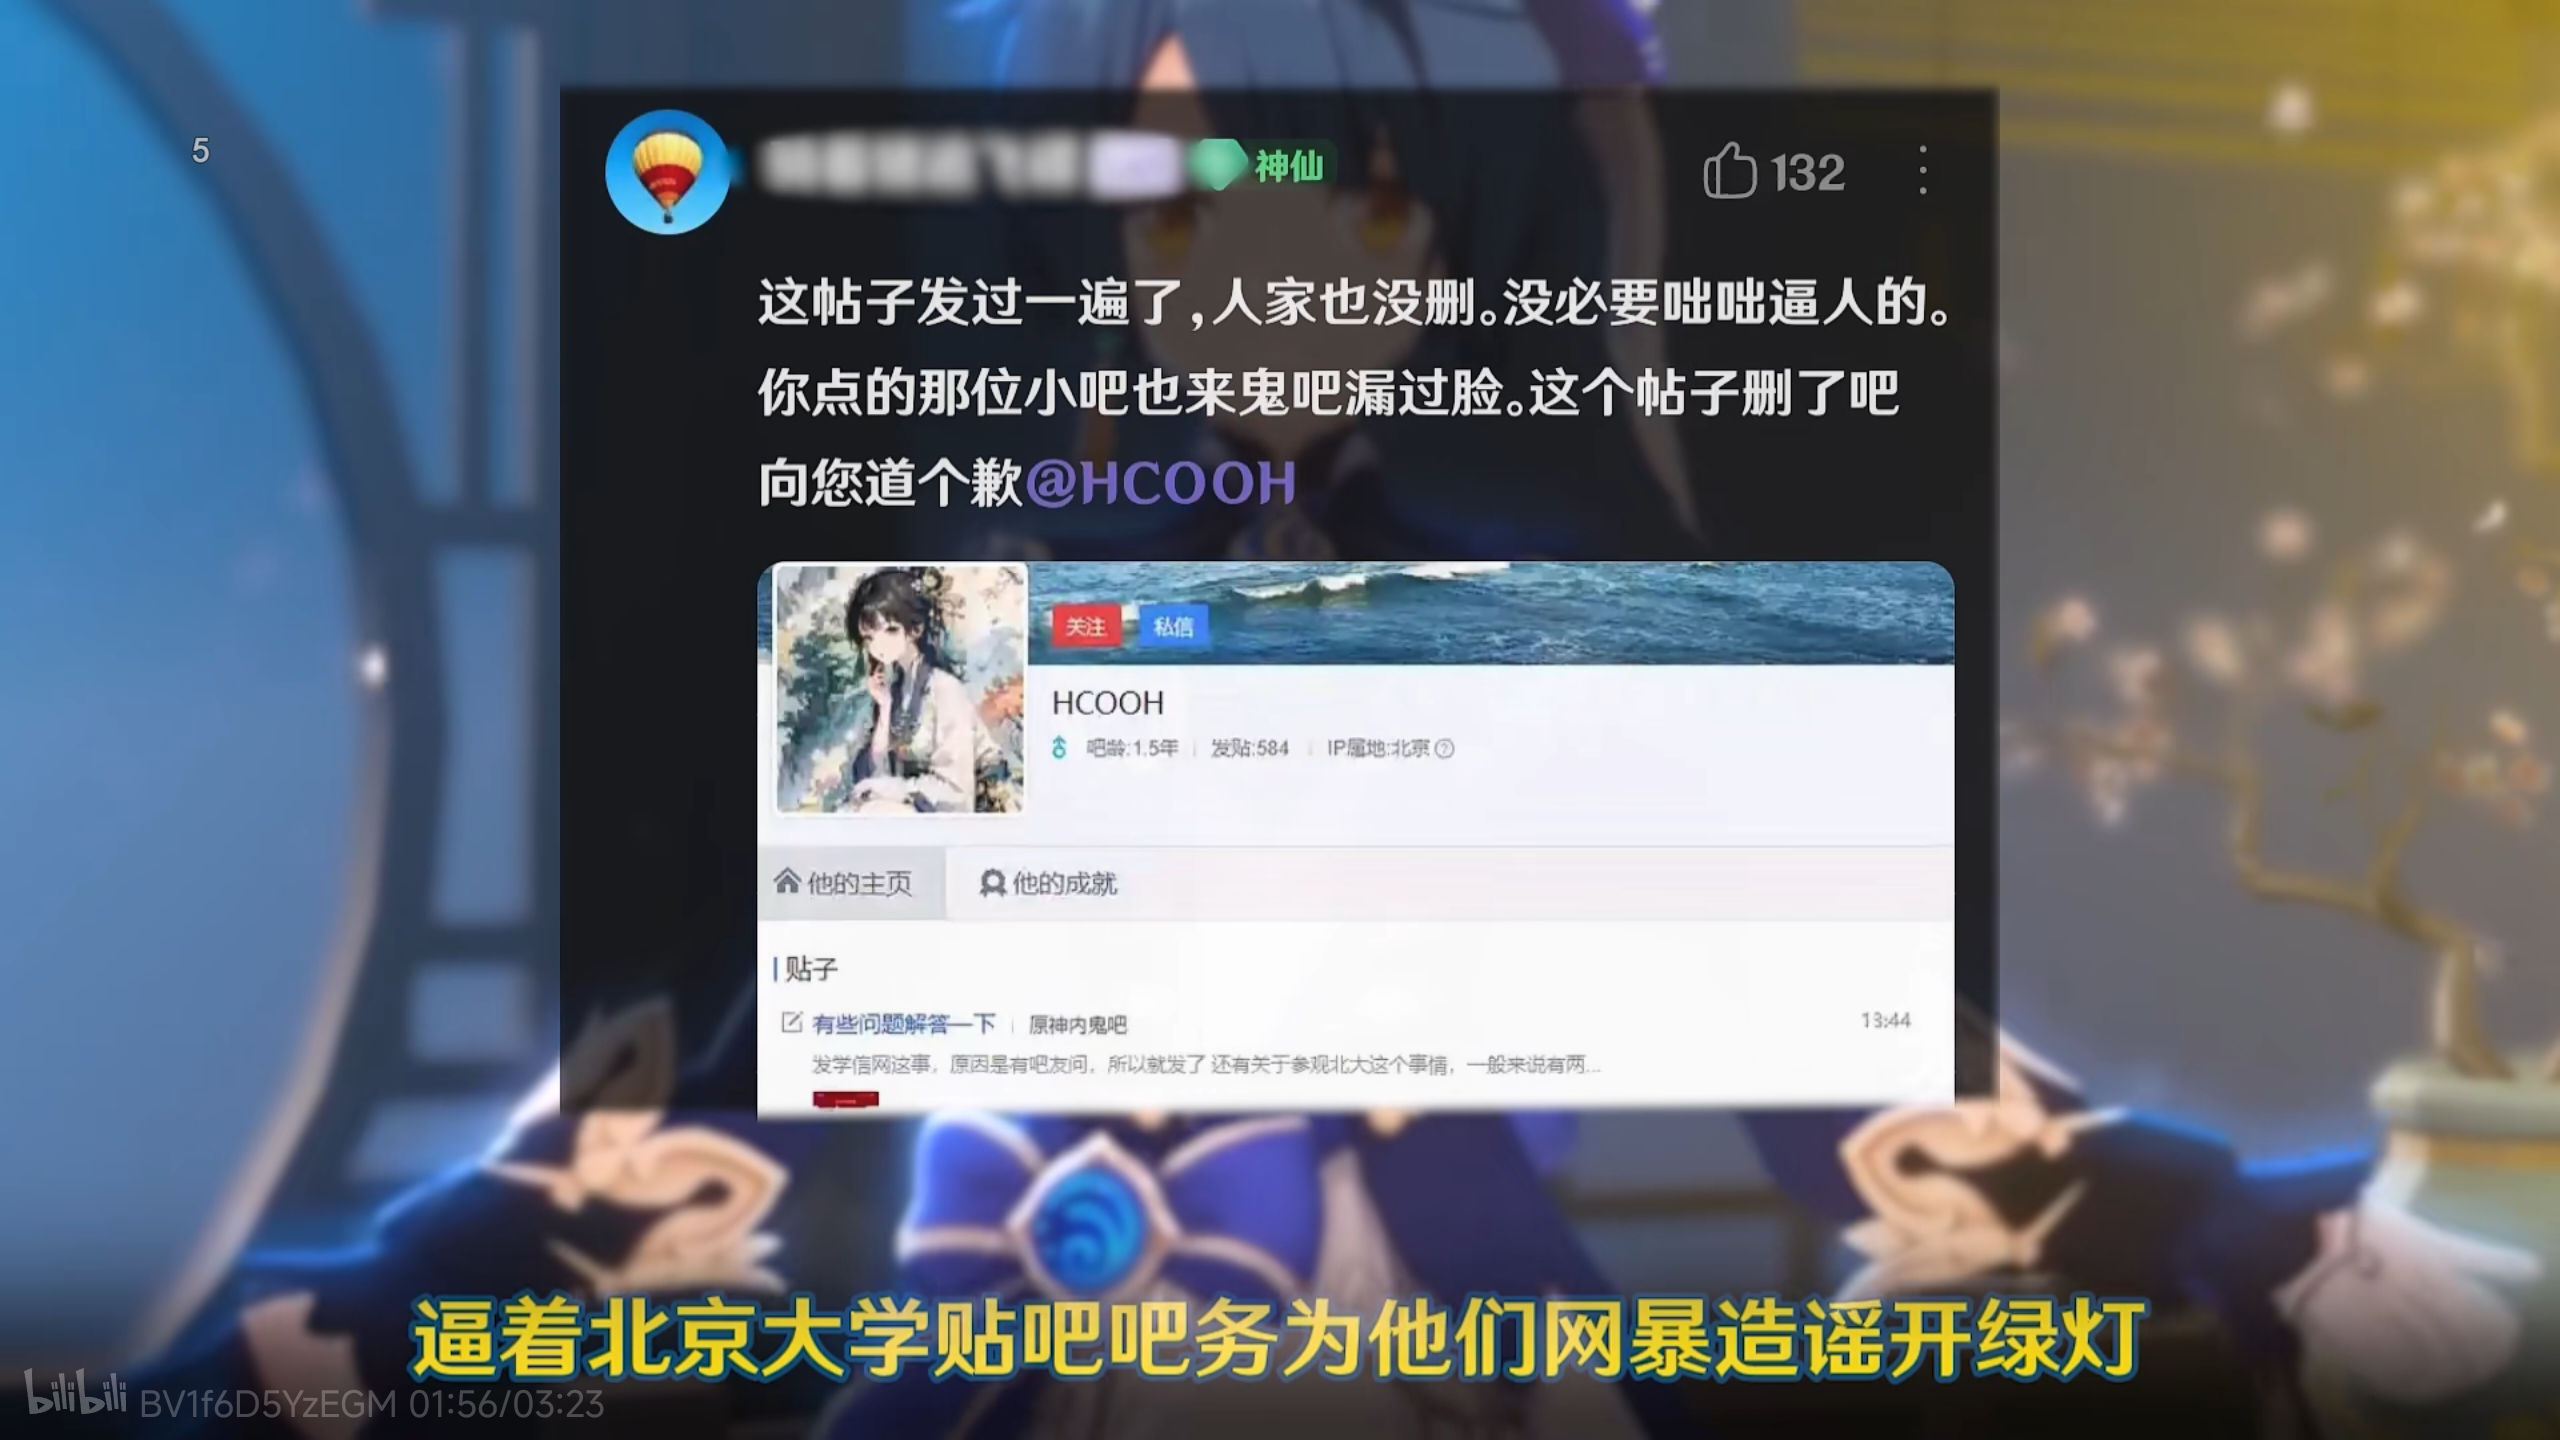 5
神仙
132
这帖子发过一遍了,人家也没删。没必要咄咄逼人的。
你点的那位小吧也来鬼吧漏过脸。这个帖子删了吧
向您道个歉@HCOOH
关注 私信
HCOOH
吧龄:1.5年 发贴:584 IP属地:北京
他的主页 他的成就
贴子
有些问题解答一下 原神内鬼吧 13:44
发学信网这事，原因是有吧友问，所以就发了 还有关于参观北大这个事情，一般来说有两...
逼着北京大学贴吧吧务为他们网暴造谣开绿灯
bilibili BV1f6D5YzEGM 01:56/03:23